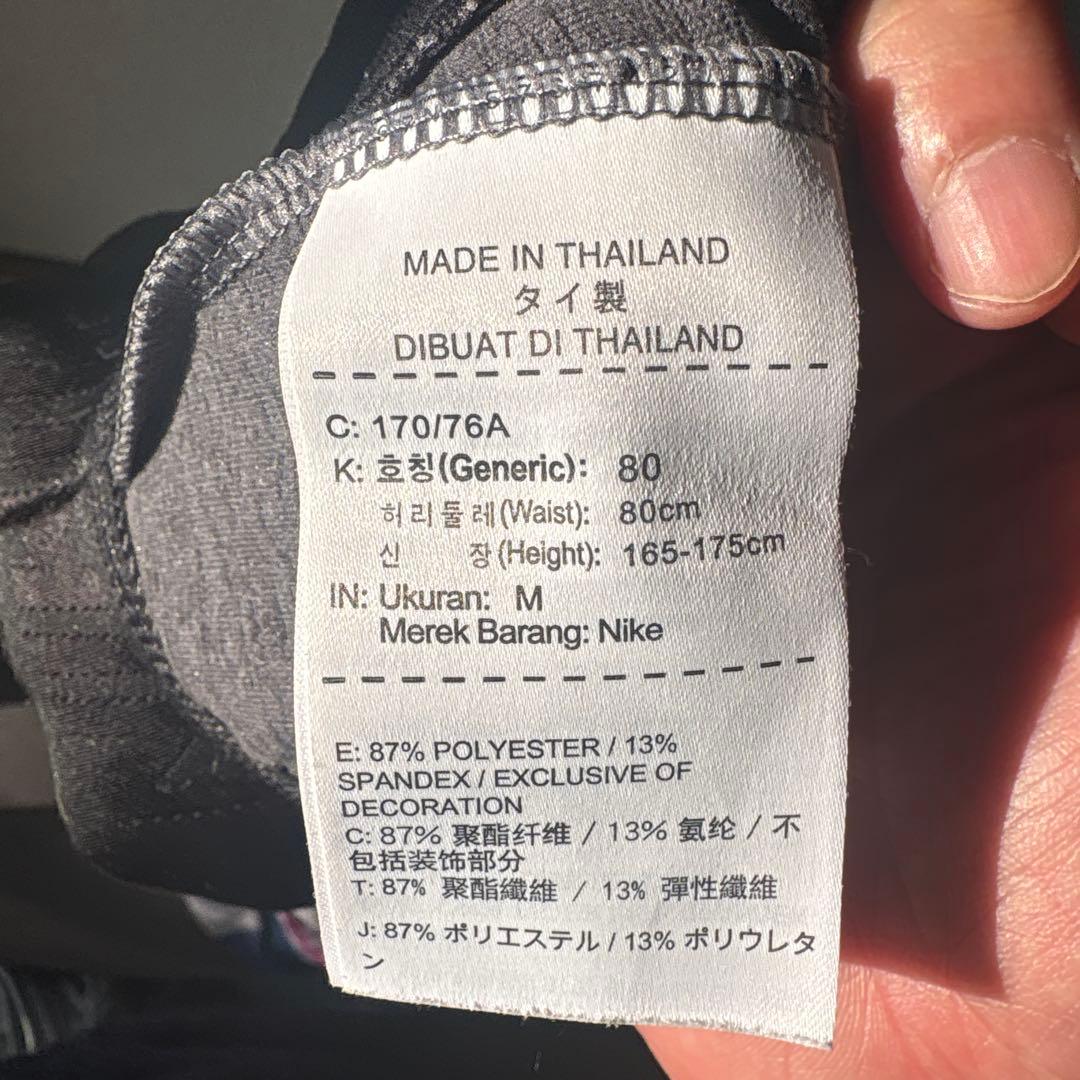 MADE IN THAILAND
タイ製
DIBUAT DI THAILAND
C: 170/76A
K: 호칭(Generic): 80
허리둘레(Waist): 80cm
신 장(Height): 165-175cm
IN: Ukuran: M
Merek Barang: Nike
E: 87% POLYESTER / 13%
SPANDEX / EXCLUSIVE OF
DECORATION
C: 87% 聚酯纤维 / 13% 氨纶 / 不
包括装饰部分
T: 87% 聚酯纖維 / 13% 彈性纖維
J: 87% ポリエステル / 13% ポリウレタ
ン